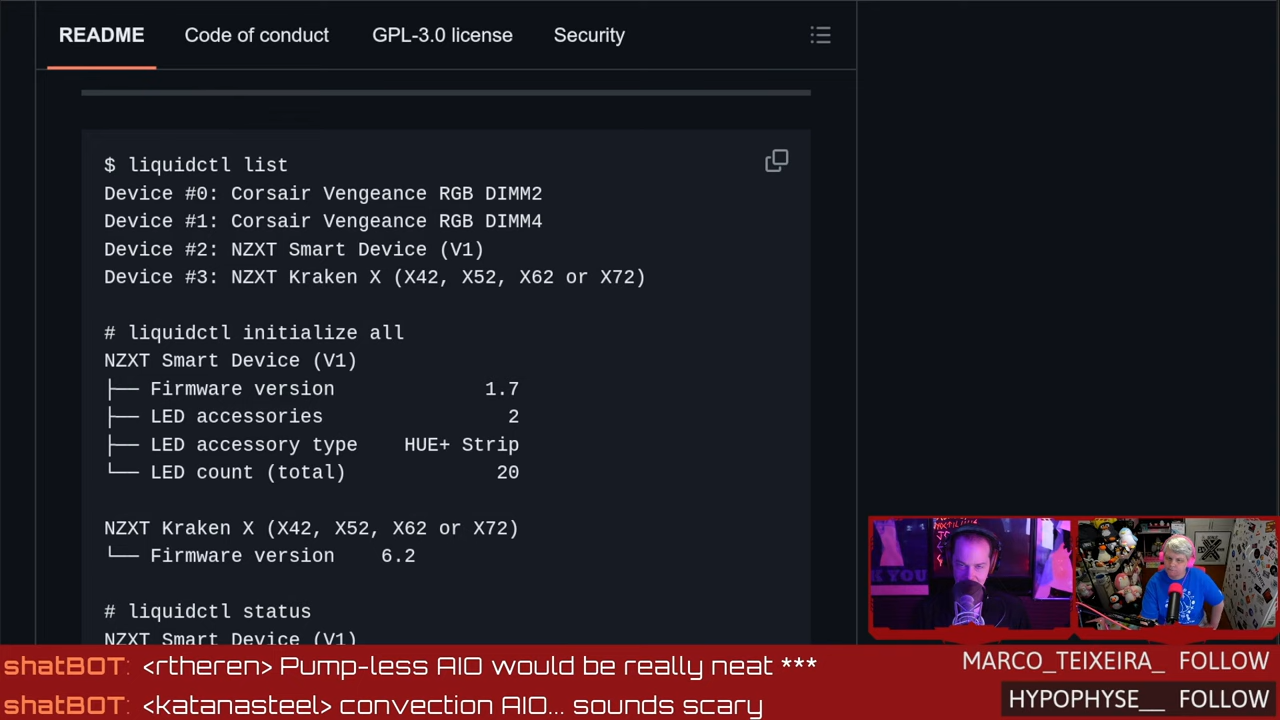 README Code of conduct GPL-3.0 license Security
$ liquidctl list
Device #0: Corsair Vengeance RGB DIMM2
Device #1: Corsair Vengeance RGB DIMM4
Device #2: NZXT Smart Device (V1)
Device #3: NZXT Kraken X (X42, X52, X62 or X72)
# liquidctl initialize all
NZXT Smart Device (V1)
├── Firmware version 1.7
├── LED accessories 2
├── LED accessory type HUE+ Strip
└── LED count (total) 20
NZXT Kraken X (X42, X52, X62 or X72)
└── Firmware version 6.2
# liquidctl status
NZXT Smart Device (V1)
shatBOT: <rtheren> Pump-less AIO would be really neat ***
shatBOT: <katanasteel> convection AIO... sounds scary
MARCO_TEIXEIRA_ FOLLOW
HYPOPHYSE__ FOLLOW